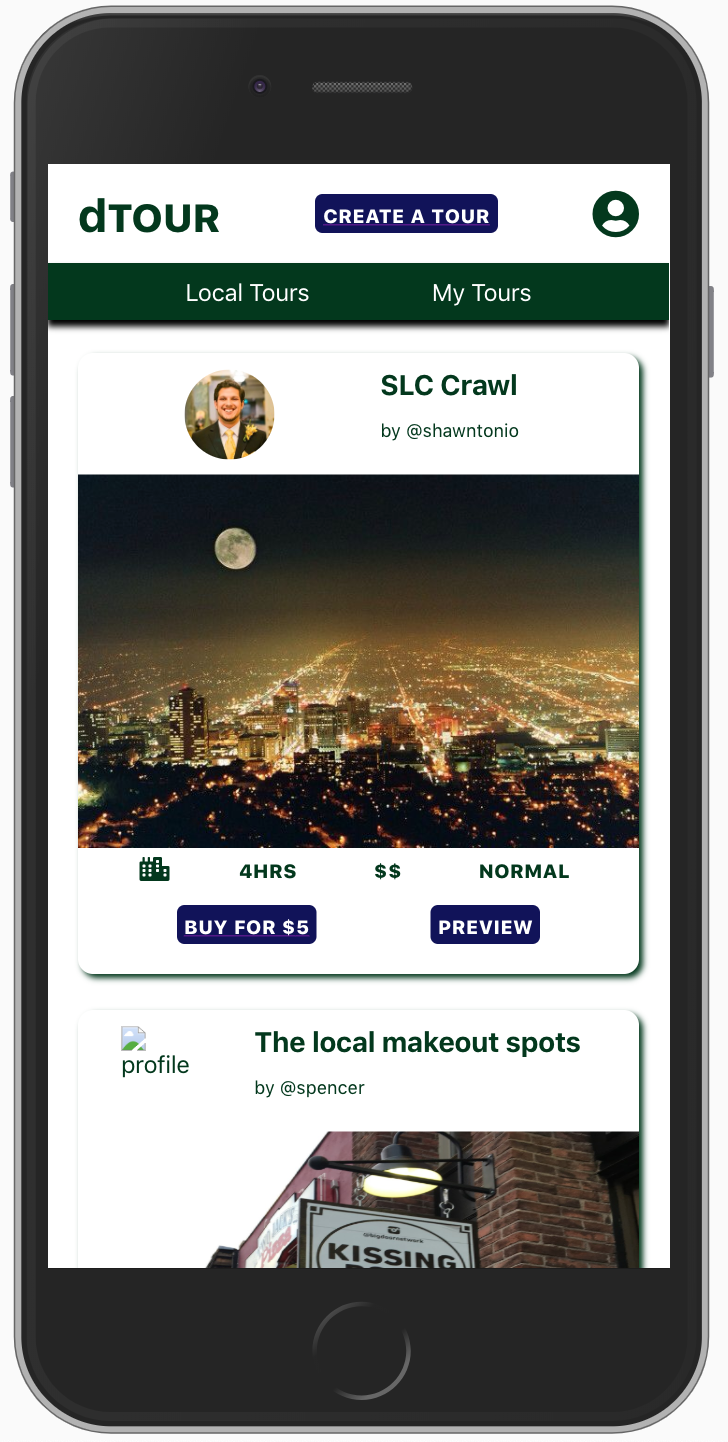 dTOUR
CREATE A TOUR
Local Tours
My Tours
SLC Crawl
by @shawntonio
4HRS
$$
NORMAL
BUY FOR $5
PREVIEW
profile
The local makeout spots
by @spencer
@bigdoornetwork
KISSING